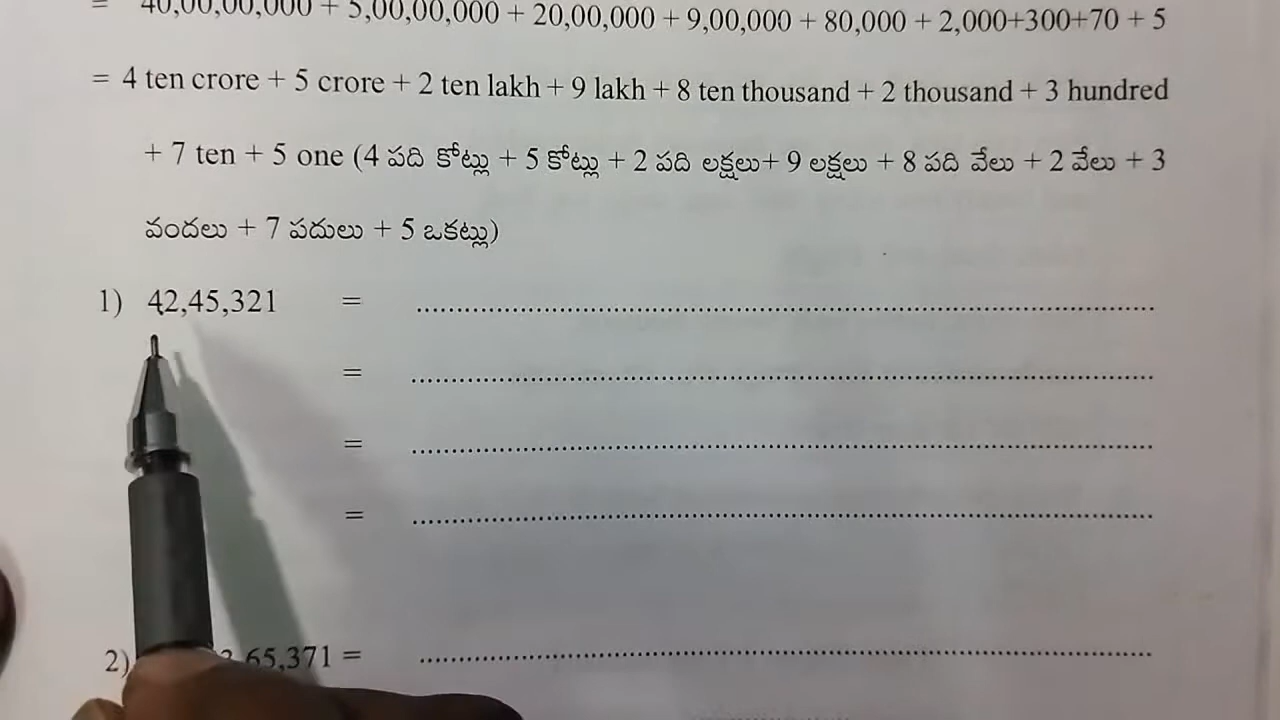 = 40,00,00,000 + 5,00,00,000 + 20,00,000 + 9,00,000 + 80,000 + 2,000+300+70 + 5
= 4 ten crore + 5 crore + 2 ten lakh + 9 lakh + 8 ten thousand + 2 thousand + 3 hundred
+ 7 ten + 5 one (4 పది కోట్లు + 5 కోట్లు + 2 పది లక్షలు+ 9 లక్షలు + 8 పది వేలు + 2 వేలు + 3
వందలు + 7 పదులు + 5 ఒకట్లు)
1) 42,45,321 = ....................
= ....................
= ....................
= ....................
2) 65,371 = ....................